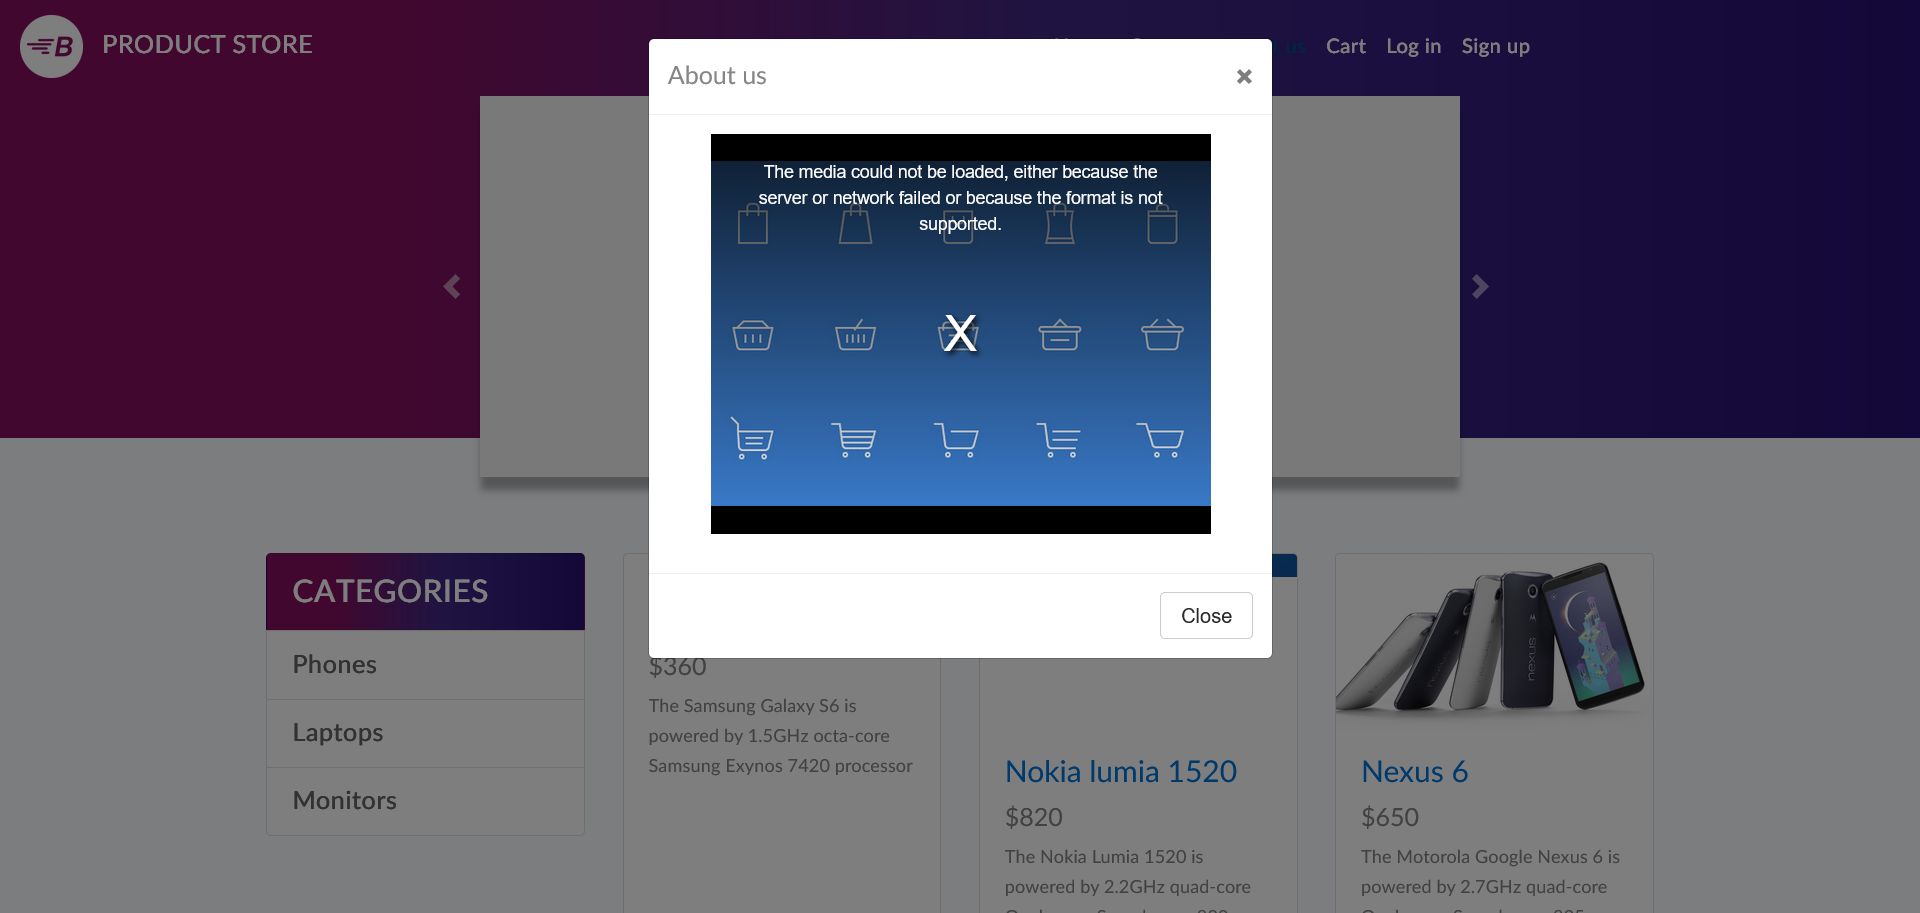 B PRODUCT STORE
us Cart Log in Sign up
About us
The media could not be loaded, either because the
server or network failed or because the format is not
supported.
X
Close
CATEGORIES
Phones
Laptops
Monitors
$360
The Samsung Galaxy S6 is
powered by 1.5GHz octa-core
Samsung Exynos 7420 processor
Nokia lumia 1520
$820
The Nokia Lumia 1520 is
powered by 2.2GHz quad-core
nexus
Nexus 6
$650
The Motorola Google Nexus 6 is
powered by 2.7GHz quad-core